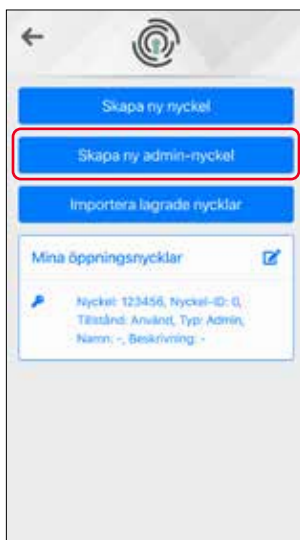 Skapa ny nyckel
Skapa ny admin-nyckel
Importera lagrade nycklar
Mina öppningsnycklar
Nyckel: 123456, Nyckel-ID: 0,
Tillstånd: Använd, Typ: Admin,
Namn: -, Beskrivning: -